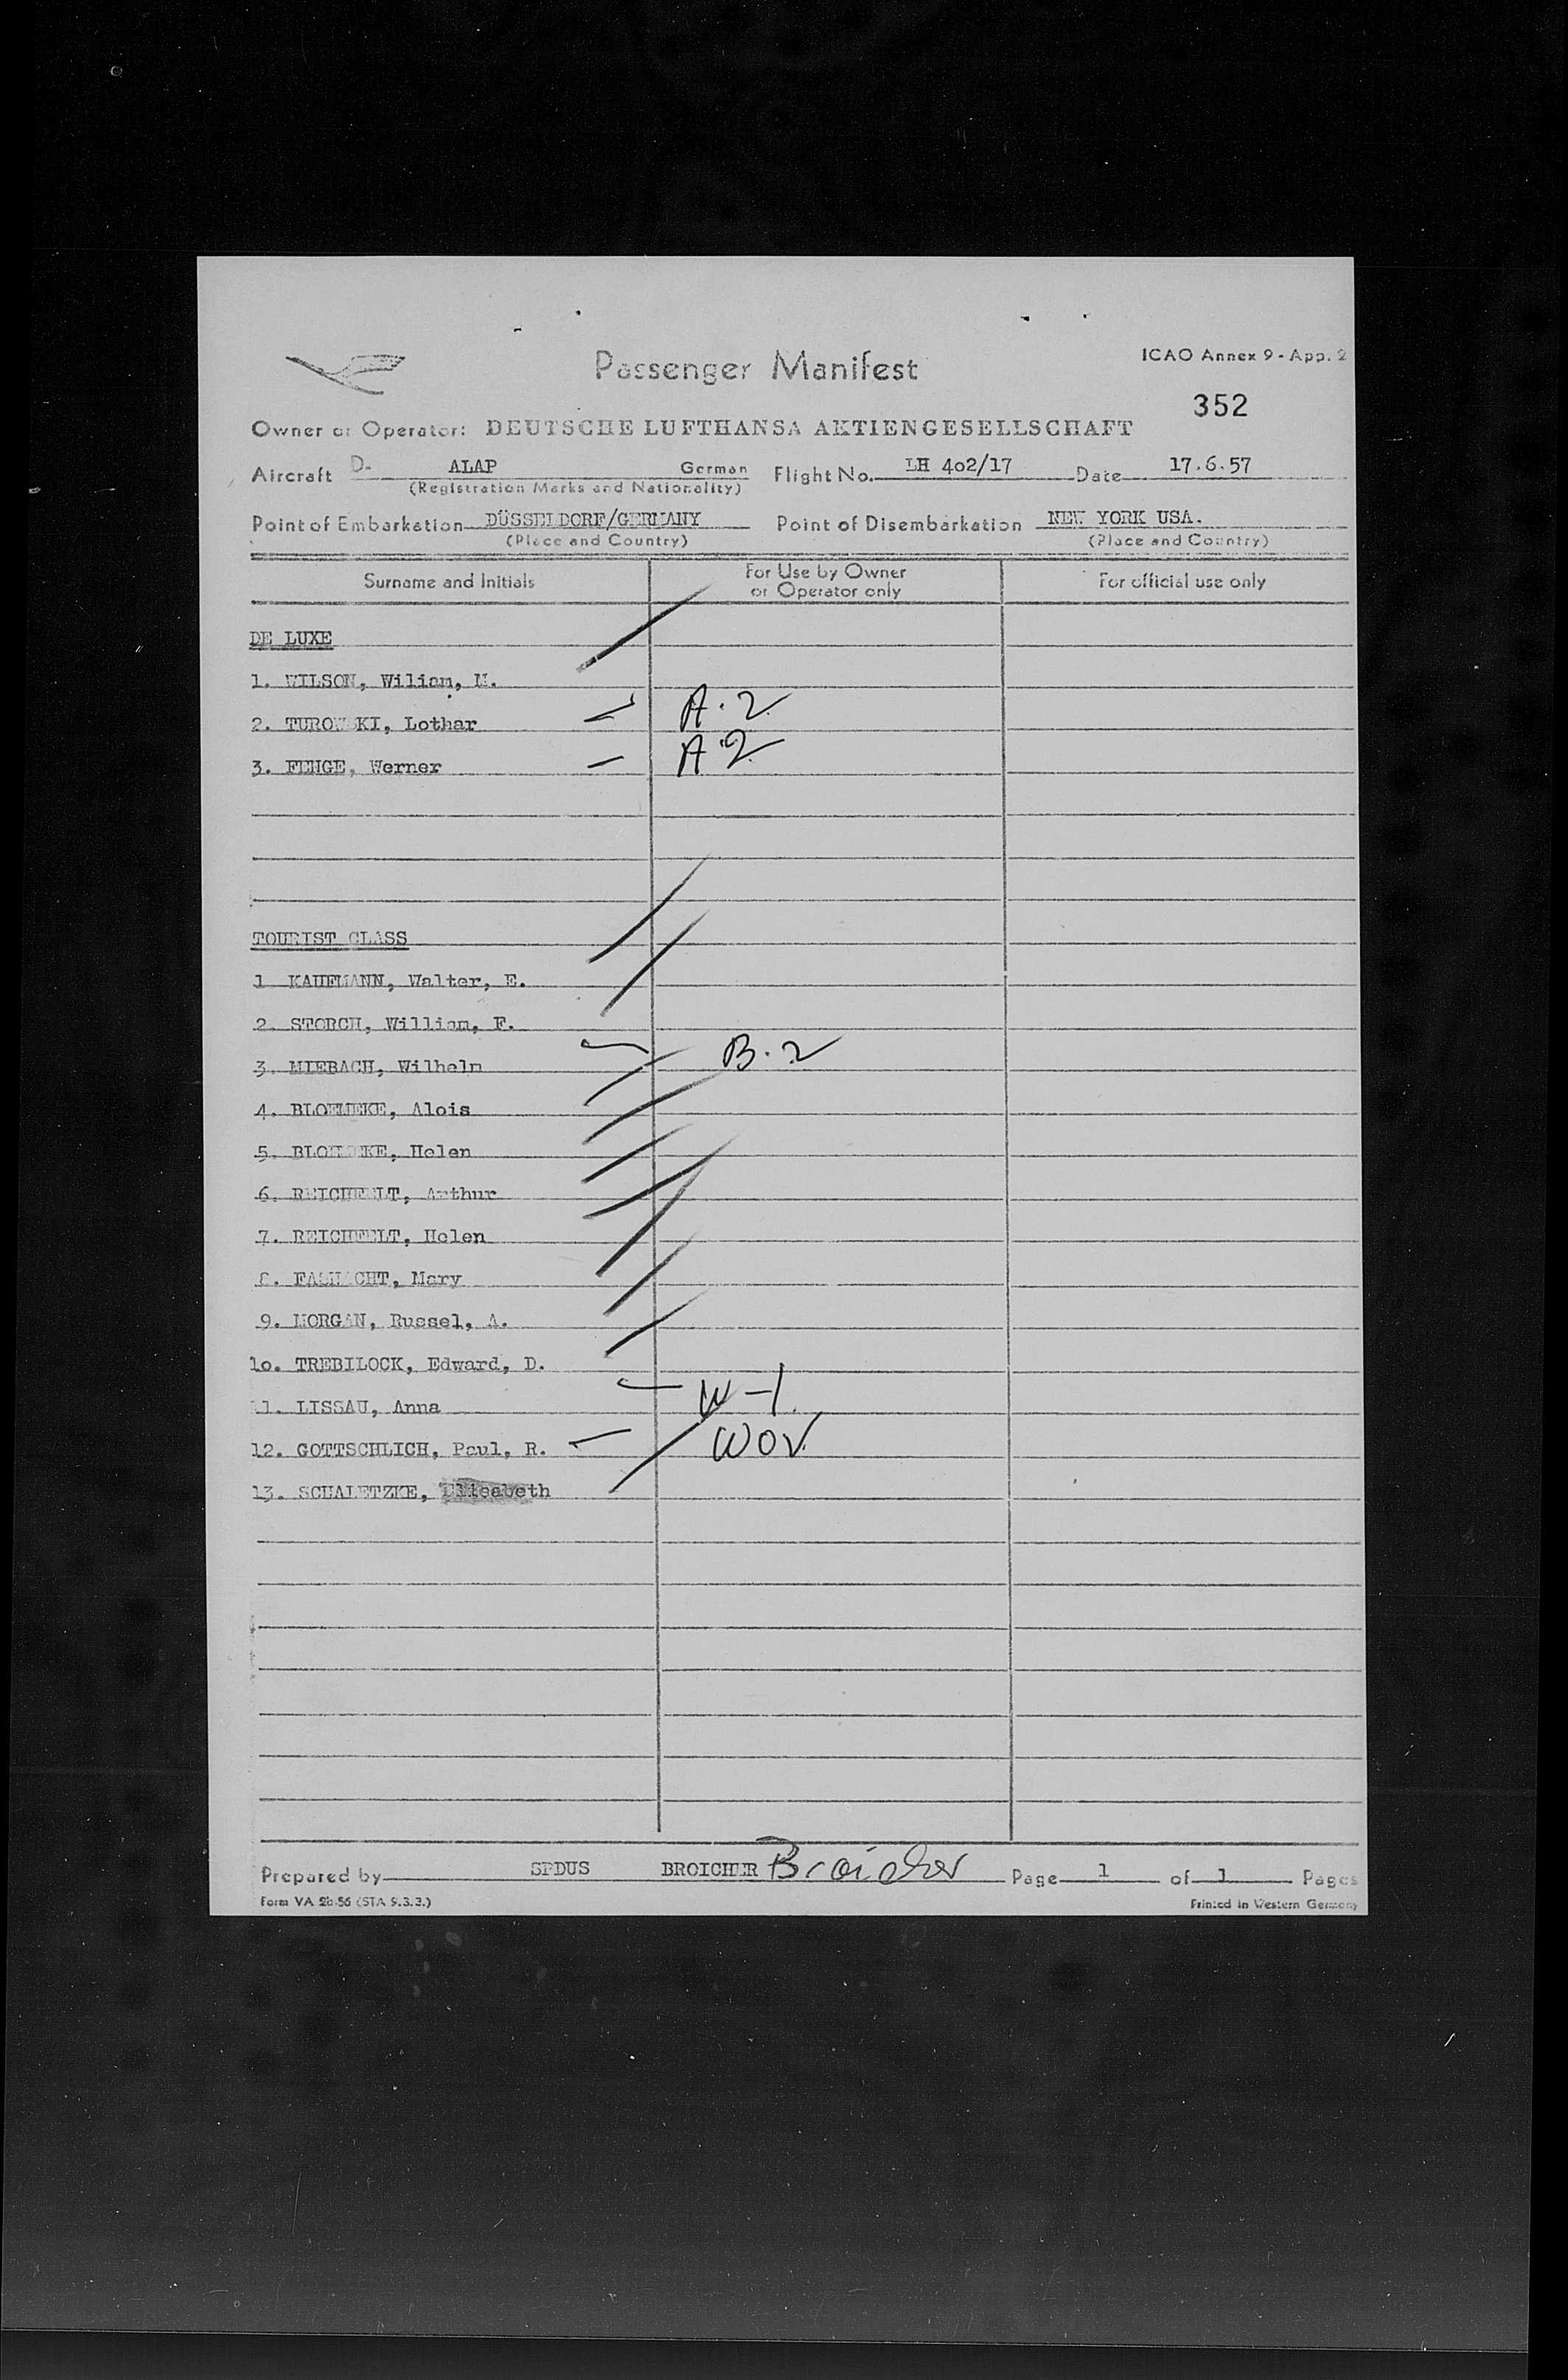 Passenger Manifest
ICAO Annex 9 - App. 2
352
Owner or Operator: DEUTSCHE LUFTHANSA AKTIENGESELLSCHAFT
Aircraft D- ALAP German Flight No. LH 402/17 Date 17.6.57
(Registration Marks and Nationality)
Point of Embarkation DÜSSELDORF/GERMANY Point of Disembarkation NEW YORK USA.
(Place and Country) (Place and Country)
Surname and Initials For Use by Owner or Operator only For official use only
DE LUXE
1. WILSON, Wiliam, M.
2. TUROWSKI, Lothar A.2
3. FEHGE, Werner A.2
TOURIST CLASS
1 KAUFMANN, Walter, E.
2. STORCH, William, F.
3. MIEBACH, Wilhelm B.2
4. BLOEMEKE, Alois
5. BLOEMEKE, Helen
6. REICHFELT, Arthur
7. REICHFELT, Helen
8. FASNACHT, Mary
9. MORGAN, Russel, A.
1o. TREBILOCK, Edward, D.
11. LISSAU, Anna W-1.
12. GOTTSCHLICH, Paul, R. WOV.
13. SCHALETZKE, Elisabeth
Prepared by SPDUS BROICHER Broicher Page 1 of 1 Pages
Form VA 2b-56 (STA 9.3.3.) Printed in Western Germany